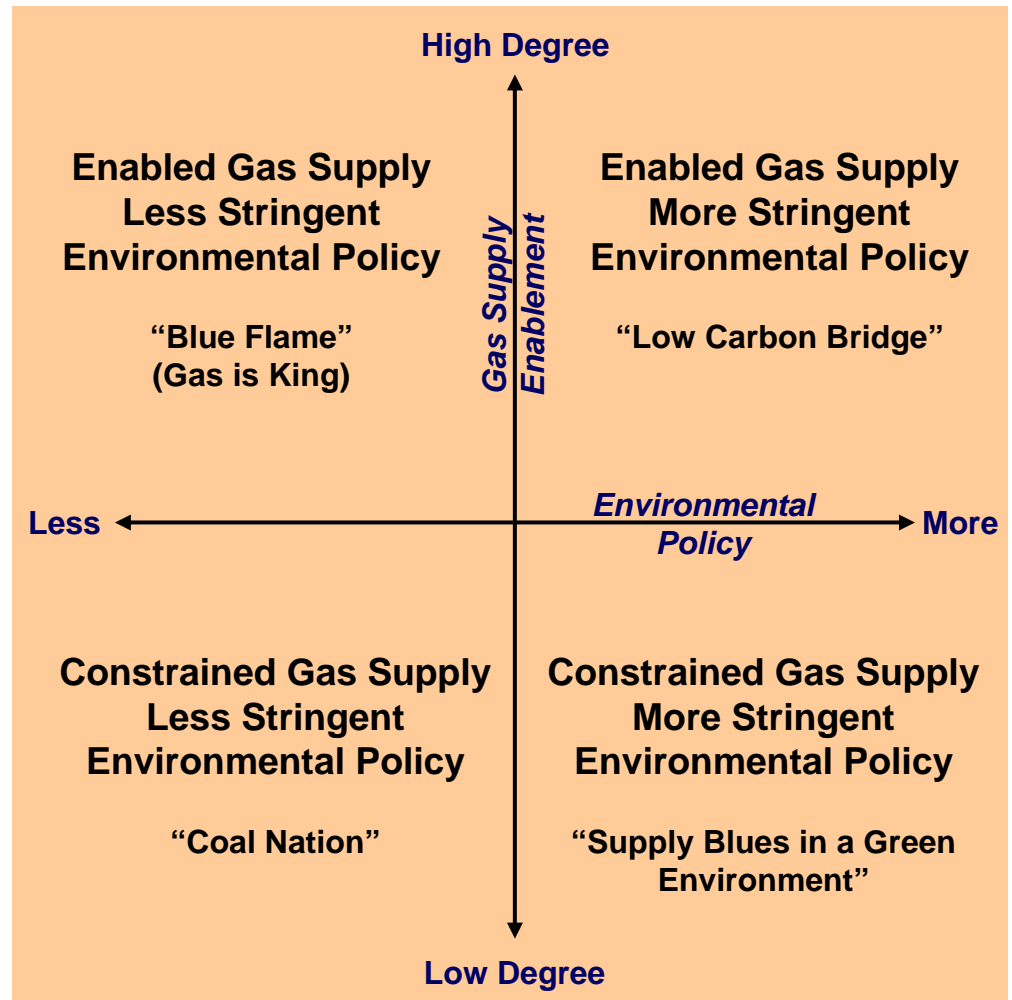 High Degree
Enabled Gas Supply
Less Stringent
Environmental Policy
“Blue Flame”
(Gas is King)
Gas Supply
Enablement
Enabled Gas Supply
More Stringent
Environmental Policy
“Low Carbon Bridge”
Less
Environmental
Policy
More
Constrained Gas Supply
Less Stringent
Environmental Policy
“Coal Nation”
Constrained Gas Supply
More Stringent
Environmental Policy
“Supply Blues in a Green
Environment”
Low Degree